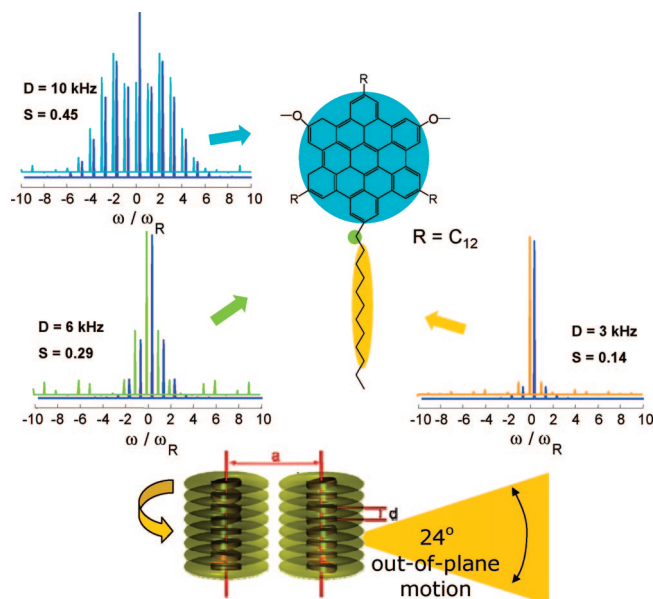 D = 10 kHz
S = 0.45
-10 -8 -6 -4 -2 0 2 4 6 8 10
ω / ωR
R
O
O
R
R
R = C12
D = 6 kHz
S = 0.29
-10 -8 -6 -4 -2 0 2 4 6 8 10
ω / ωR
D = 3 kHz
S = 0.14
-10 -8 -6 -4 -2 0 2 4 6 8 10
ω / ωR
a
d
24°
out-of-plane
motion